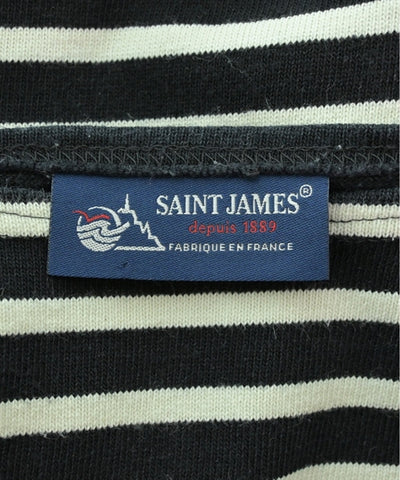 SAINT JAMES®
depuis 1889
FABRIQUE EN FRANCE